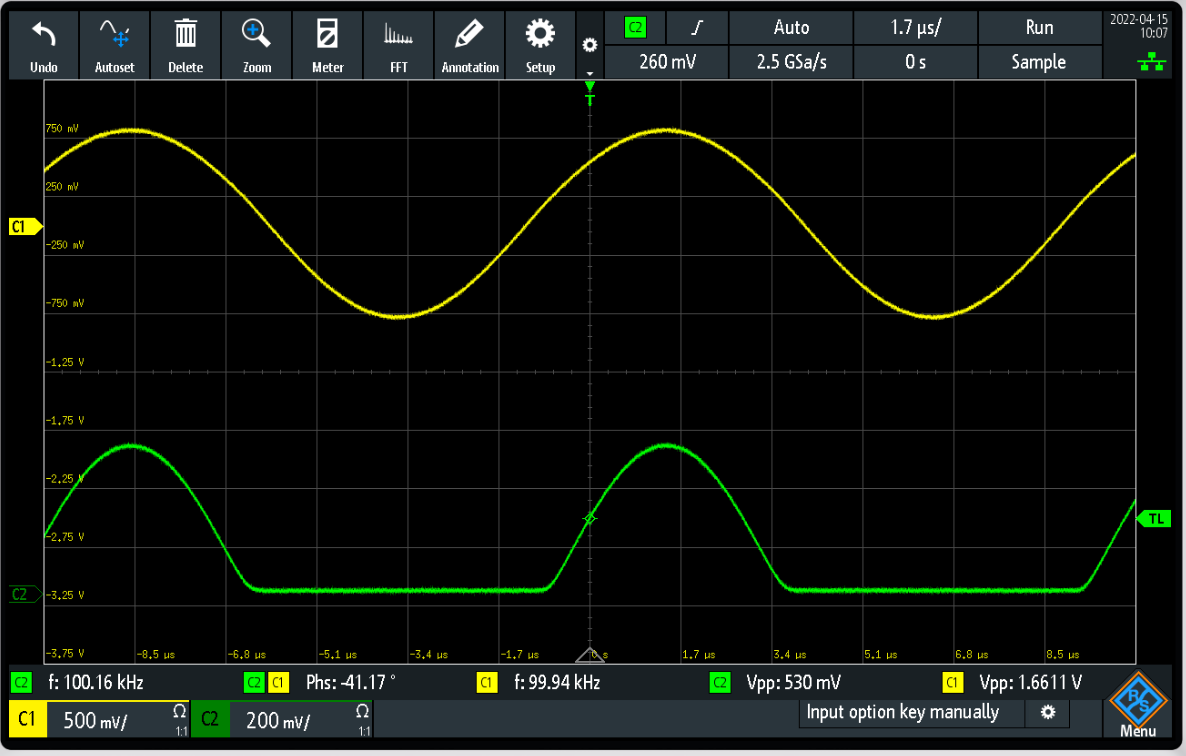 C2 Auto 1.7 µs/ Run 2022-04-15
10:07
Undo Autoset Delete Zoom Meter FFT Annotation Setup
260 mV 2.5 GSa/s 0 s Sample
T
750 mV
250 mV
C1
-250 mV
-750 mV
-1.25 V
-1.75 V
-2.25 V
TL
-2.75 V
C2
-3.25 V
-3.75 V -8.5 µs -6.8 µs -5.1 µs -3.4 µs -1.7 µs 0 s 1.7 µs 3.4 µs 5.1 µs 6.8 µs 8.5 µs
C2 f: 100.16 kHz C2 C1 Phs: -41.17 ° C1 f: 99.94 kHz C2 Vpp: 530 mV C1 Vpp: 1.6611 V
C1 500 mV/ Ω 1:1 C2 200 mV/ Ω 1:1 Input option key manually R&S
Menu